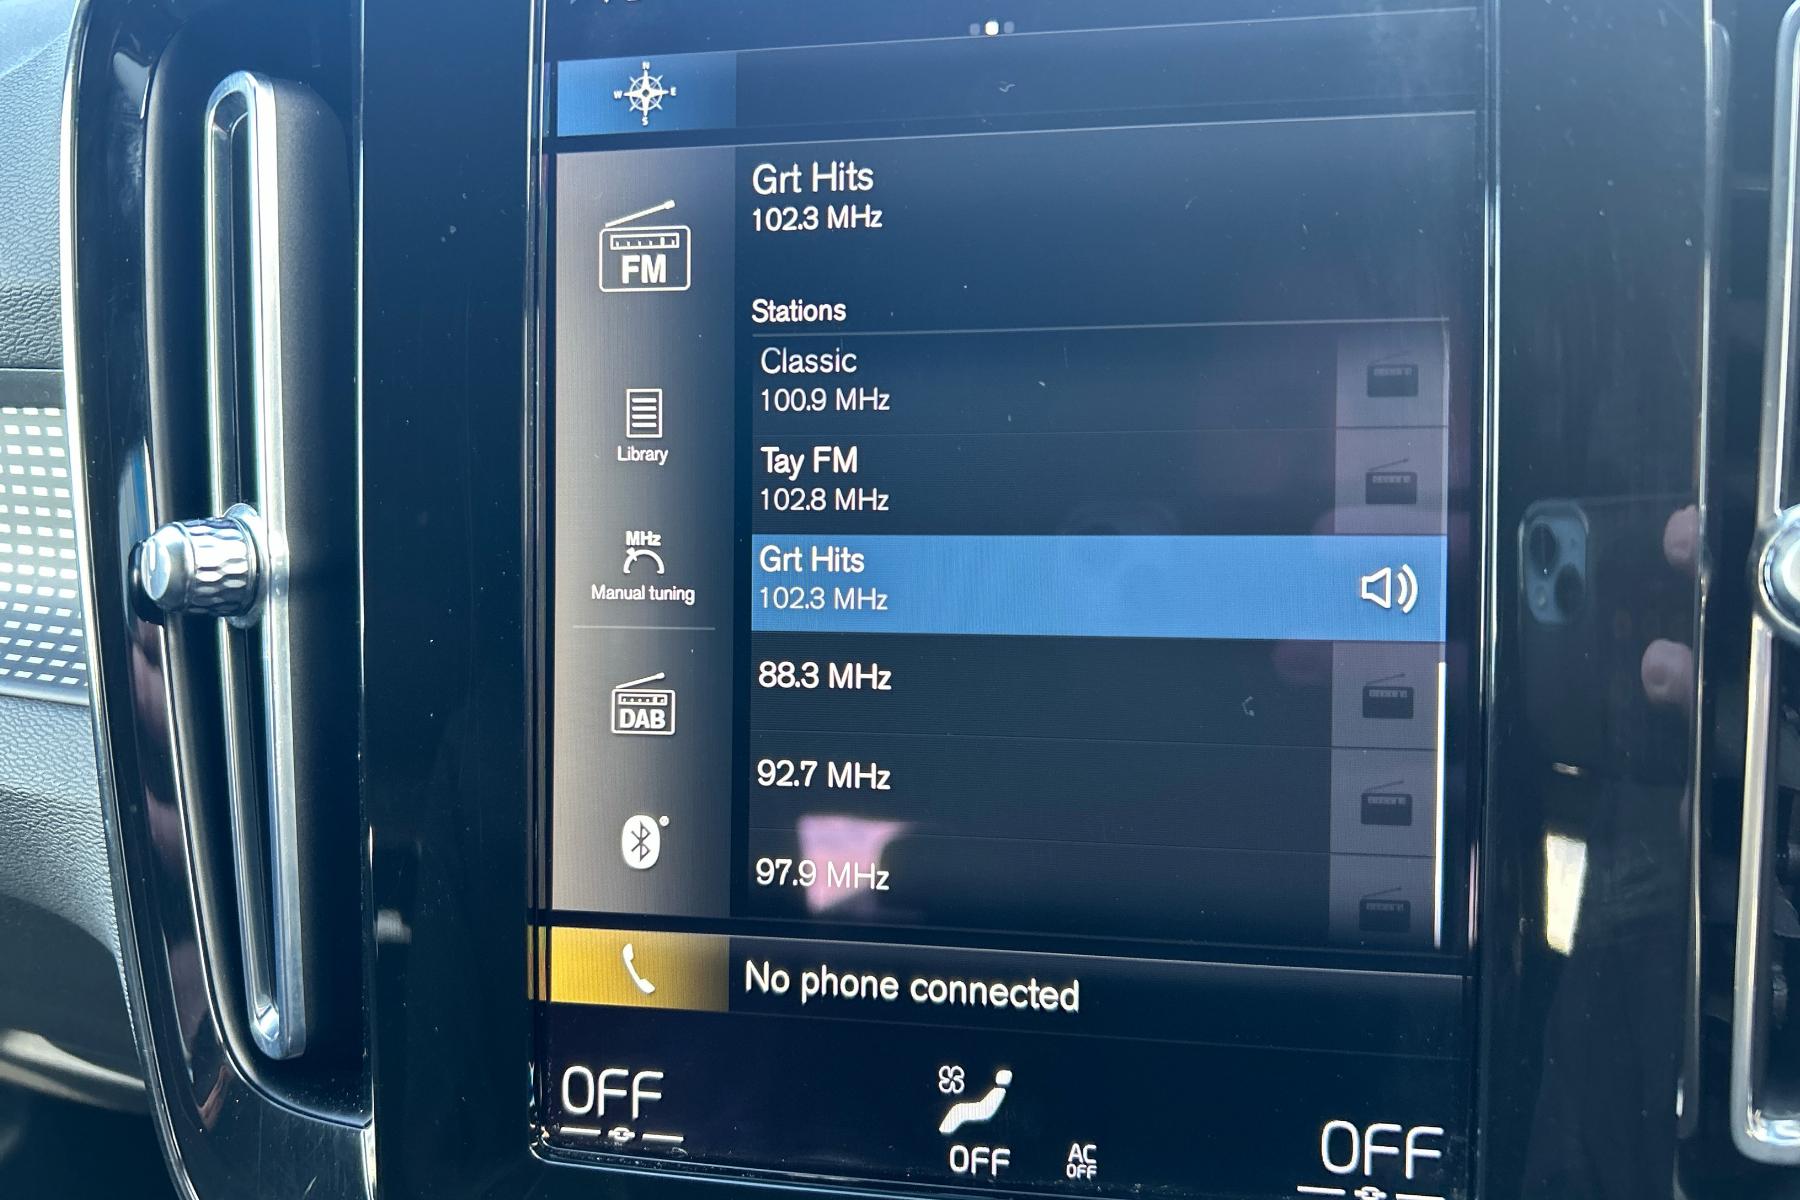 N
W E
S
Grt Hits
102.3 MHz
FM
Stations
Classic
100.9 MHz
Library
Tay FM
102.8 MHz
MHz
Manual tuning
Grt Hits
102.3 MHz
DAB
88.3 MHz
92.7 MHz
97.9 MHz
No phone connected
OFF
OFF
AC
OFF
OFF